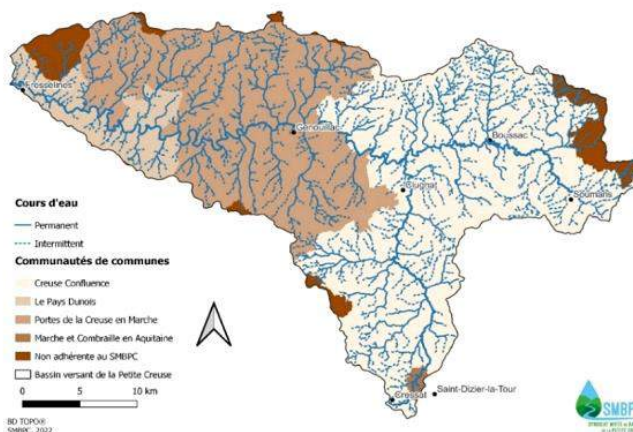 Fresselines
Genouillac
Boussac
Clugnat
Soumans
Cours d'eau
Permanent
Intermittent
Communautés de communes
Creuse Confluence
Le Pays Dunois
Portes de la Creuse en Marche
Marche et Combraille en Aquitaine
Non adhérente au SMBPC
Bassin versant de la Petite Creuse
0 5 10 km
Cressat
Saint-Dizier-la-Tour
BD TOPO®
SMBPC, 2022
SMBPC